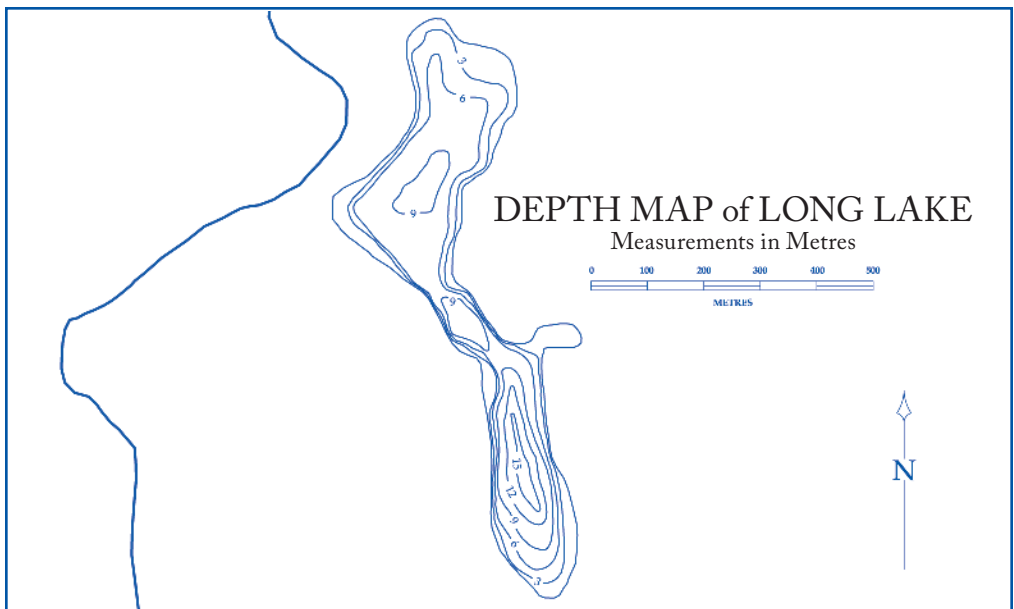 3
6
9
DEPTH MAP of LONG LAKE
Measurements in Metres
0 100 200 300 400 500
METRES
9
15
12
9
6
3
N